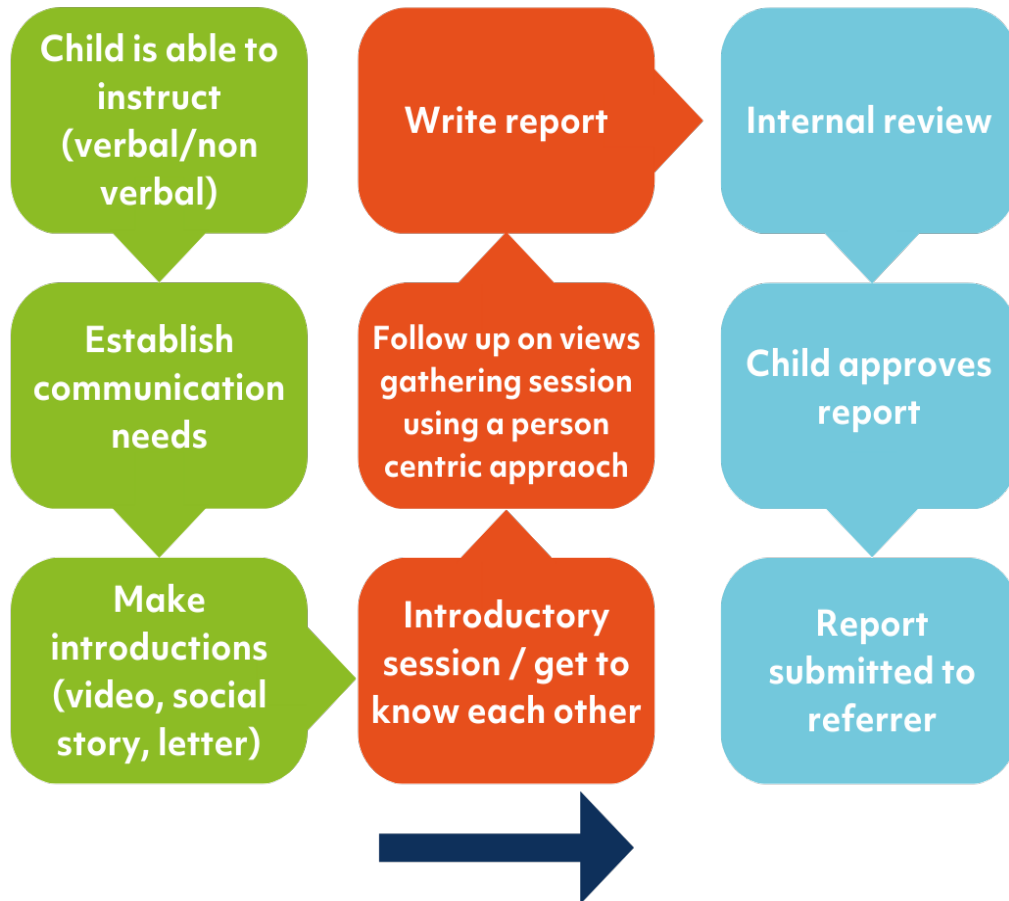 Child is able to
instruct
(verbal/non
verbal)
Establish
communication
needs
Make
introductions
(video, social
story, letter)
Introductory
session / get to
know each other
Follow up on views
gathering session
using a person
centric appraoch
Write report
Internal review
Child approves
report
Report
submitted to
referrer